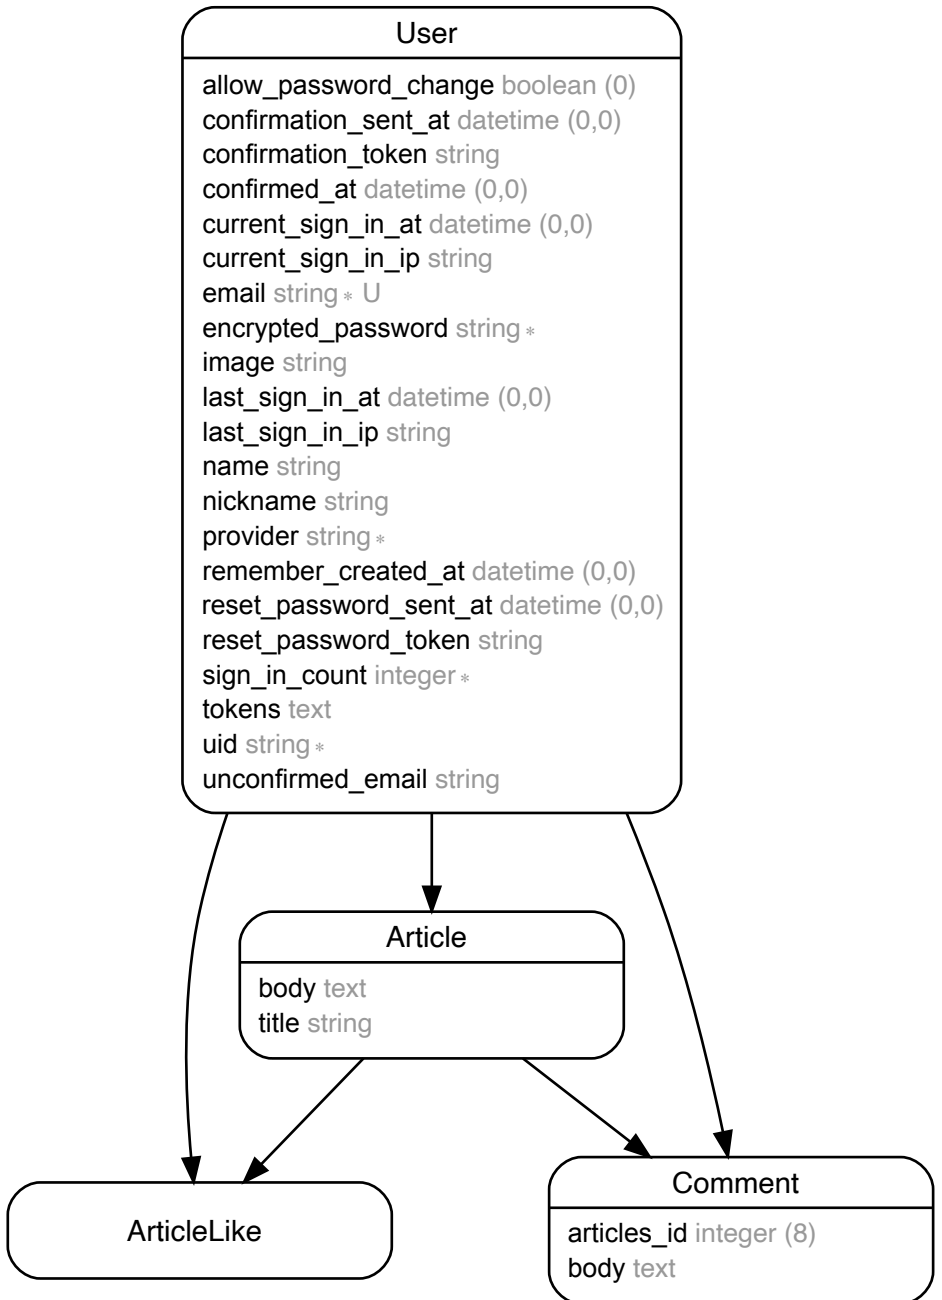 User
allow_password_change boolean (0)
confirmation_sent_at datetime (0,0)
confirmation_token string
confirmed_at datetime (0,0)
current_sign_in_at datetime (0,0)
current_sign_in_ip string
email string * U
encrypted_password string *
image string
last_sign_in_at datetime (0,0)
last_sign_in_ip string
name string
nickname string
provider string *
remember_created_at datetime (0,0)
reset_password_sent_at datetime (0,0)
reset_password_token string
sign_in_count integer *
tokens text
uid string *
unconfirmed_email string
Article
body text
title string
ArticleLike
Comment
articles_id integer (8)
body text